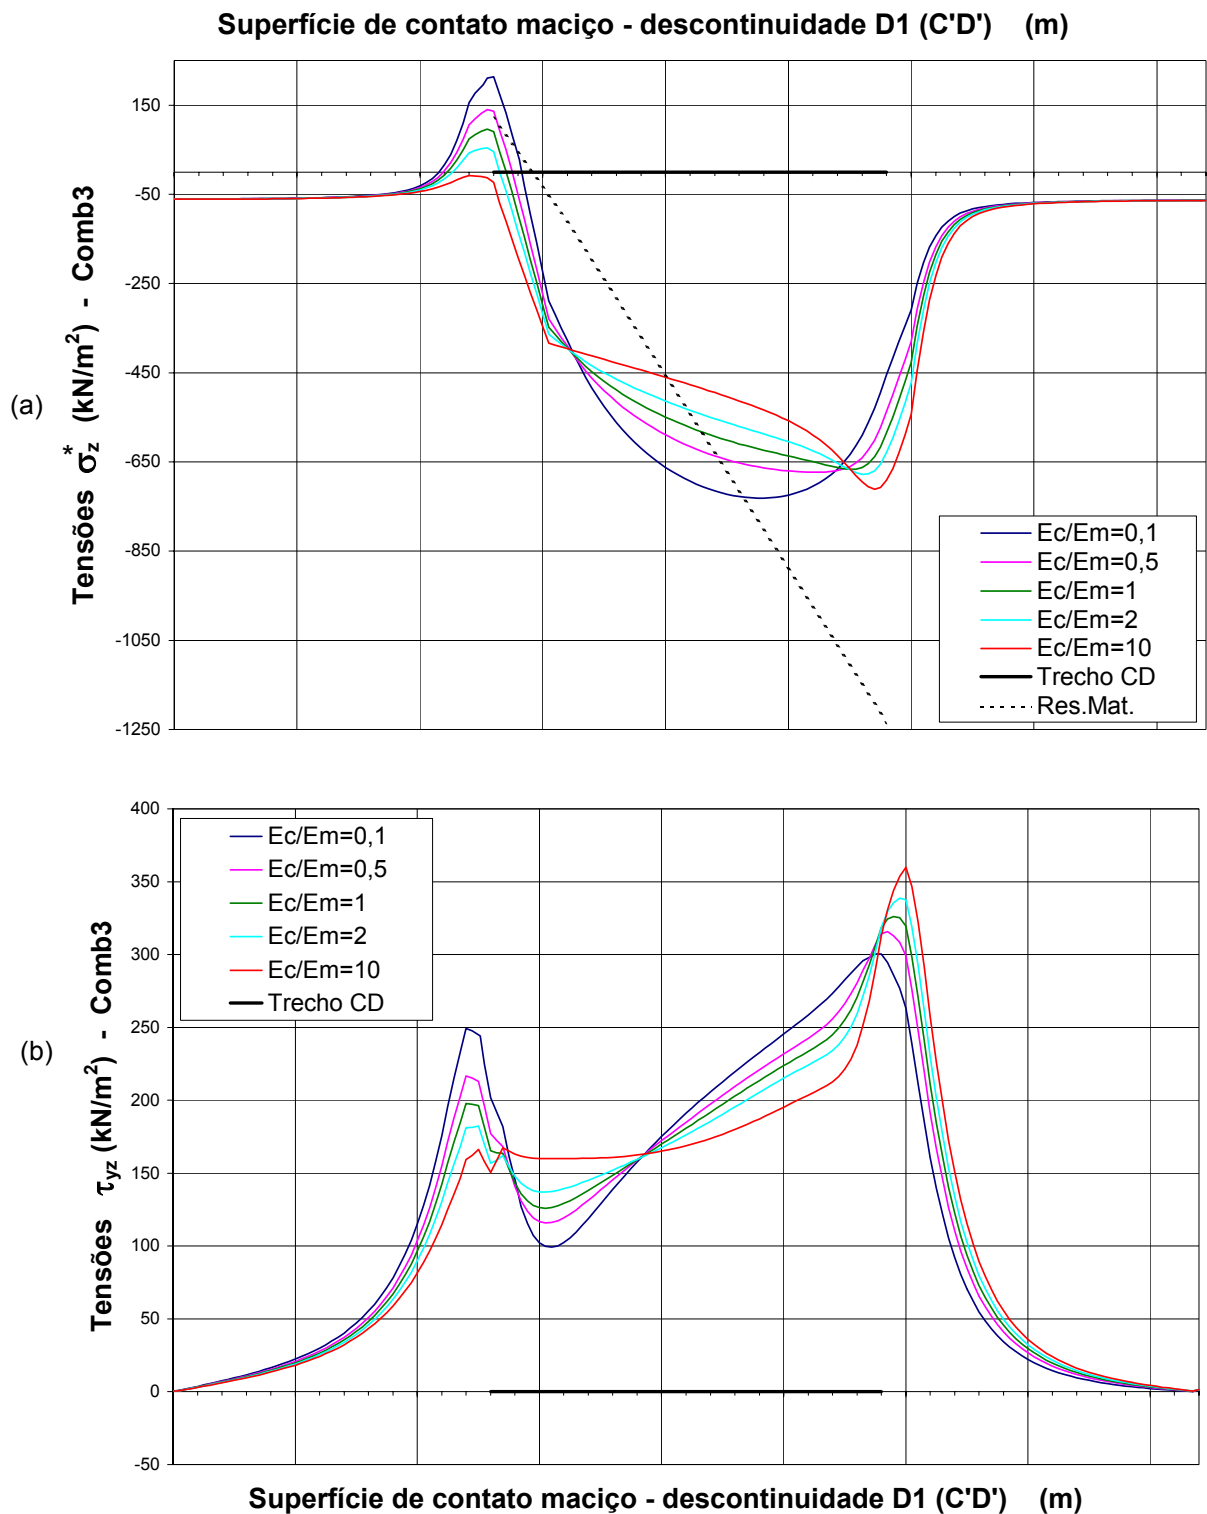 Superfície de contato maciço - descontinuidade D1 (C'D') (m)
(a)
Tensões σ*z (kN/m²) - Comb3
150
-50
-250
-450
-650
-850
-1050
-1250
Ec/Em=0,1
Ec/Em=0,5
Ec/Em=1
Ec/Em=2
Ec/Em=10
Trecho CD
Res.Mat.
(b)
Tensões τyz (kN/m²) - Comb3
400
350
300
250
200
150
100
50
0
-50
Ec/Em=0,1
Ec/Em=0,5
Ec/Em=1
Ec/Em=2
Ec/Em=10
Trecho CD
Superfície de contato maciço - descontinuidade D1 (C'D') (m)